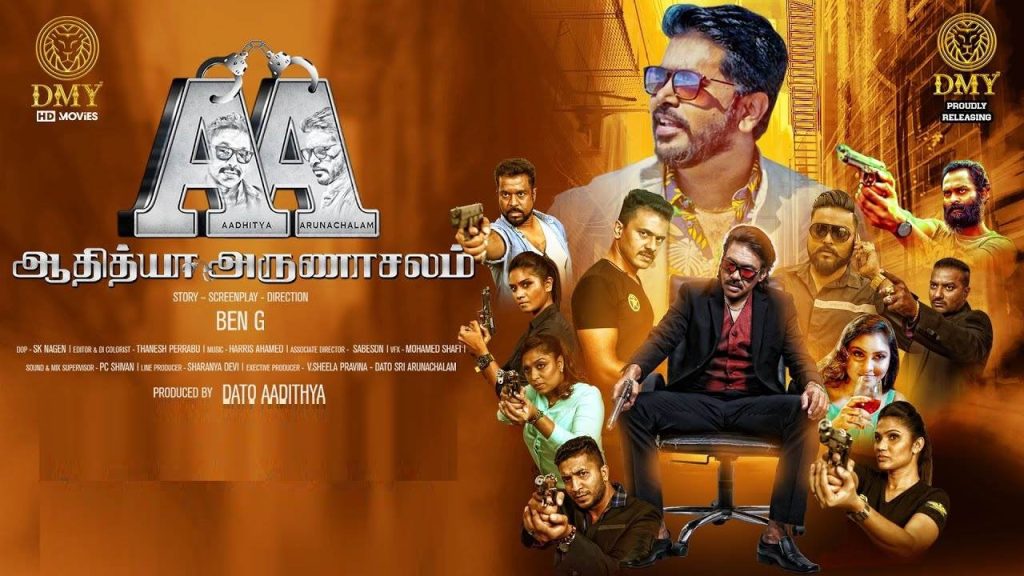 DMY
HD MOVIES
DMY
PROUDLY
RELEASING
AA
AADHITYA ARUNACHALAM
ஆதித்யா அருணாசலம்
STORY – SCREENPLAY - DIRECTION
BEN G
DOP - SK NAGEN | EDITOR & DI COLORIST - THANESH PERRABU | MUSIC - HARRIS AHAMED | ASSOCIATE DIRECTOR - SABESON | VFX - MOHAMED SHAFI |
SOUND & MIX SUPERVISOR - PC SHIVAN | LINE PRODUCER - SHARANYA DEVI | EXECTIVE PRODUCER - V.SHEELA PRAVINA - DATO SRI ARUNACHALAM
PRODUCED BY DATO AADITHYA